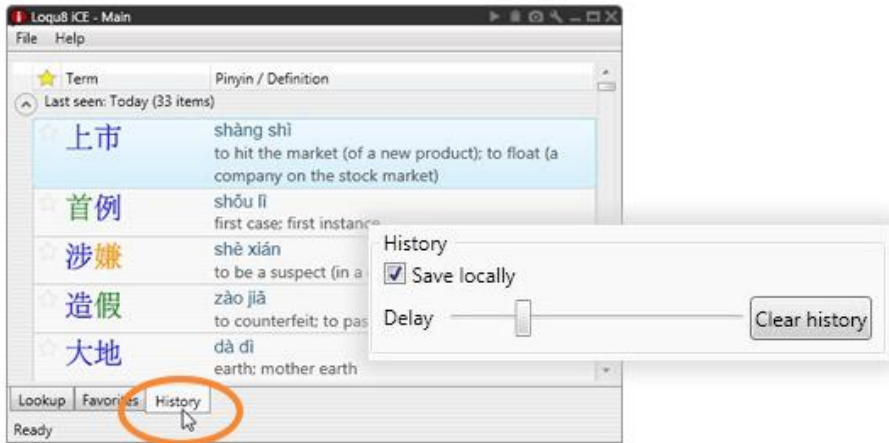 Loqu8 iCE - Main
File Help
Term Pinyin / Definition
Last seen: Today (33 items)
上市 shàng shì
to hit the market (of a new product); to float (a
company on the stock market)
首例 shǒu lì
first case; first instance
涉嫌 shè xián
to be a suspect (in a
造假 zào jiǎ
to counterfeit; to pas
大地 dà dì
earth; mother earth
History
Save locally
Delay
Clear history
Lookup Favorites History
Ready